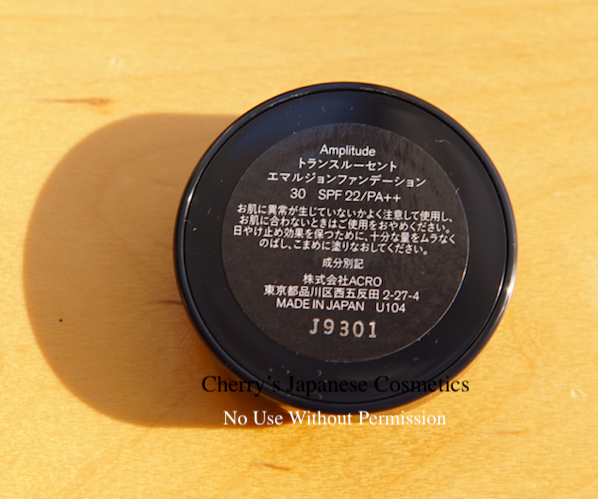 Amplitude
トランスルーセント
エマルジョンファンデーション
30 SPF 22/PA++
お肌に異常が生じていないかよく注意して使用し、
お肌に合わないときはご使用をおやめください。
日やけ止め効果を保つために、十分な量をムラなく
のばし、こまめに塗りなおしてください。
成分別記
株式会社ACRO
東京都品川区西五反田 2-27-4
MADE IN JAPAN U104
J9301
Cherry's Japanese Cosmetics
No Use Without Permission